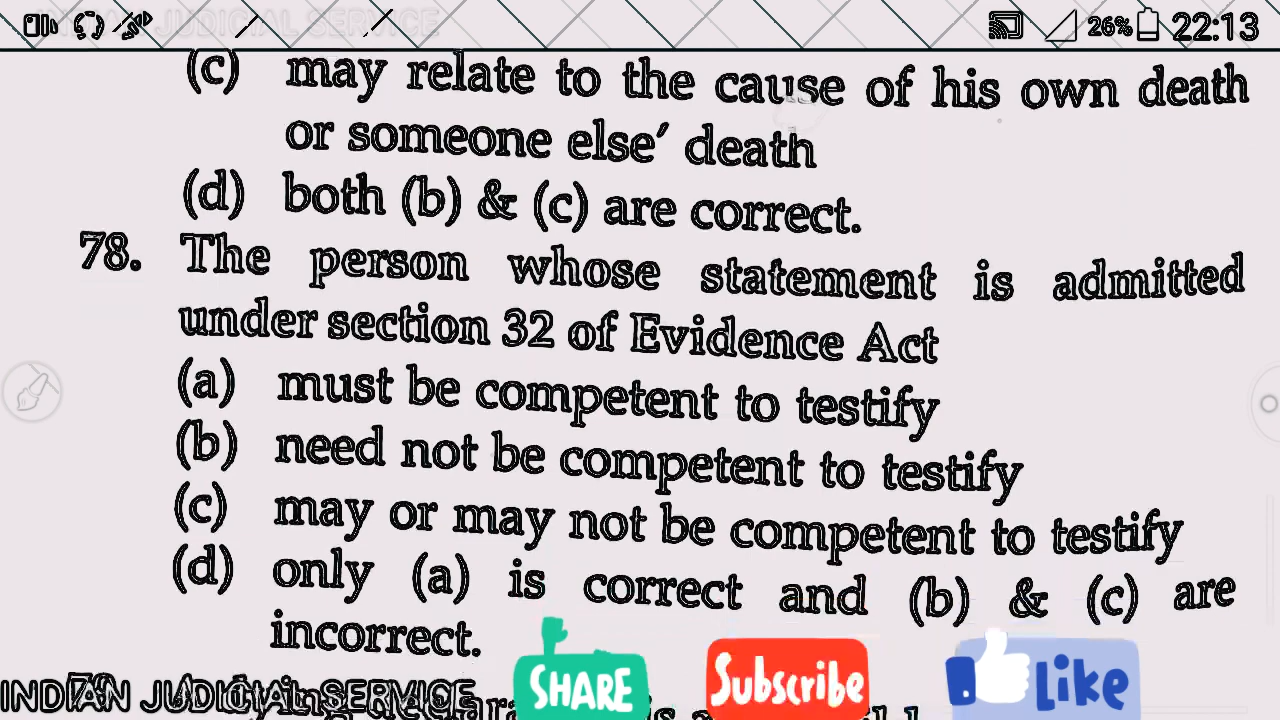 26% 22:13
(c) may relate to the cause of his own death
or someone else' death
(d) both (b) & (c) are correct.
78. The person whose statement is admitted
under section 32 of Evidence Act
(a) must be competent to testify
(b) need not be competent to testify
(c) may or may not be competent to testify
(d) only (a) is correct and (b) & (c) are
incorrect.
SHARE Subscribe Like
INDIAN JUDICIAL SERVICE